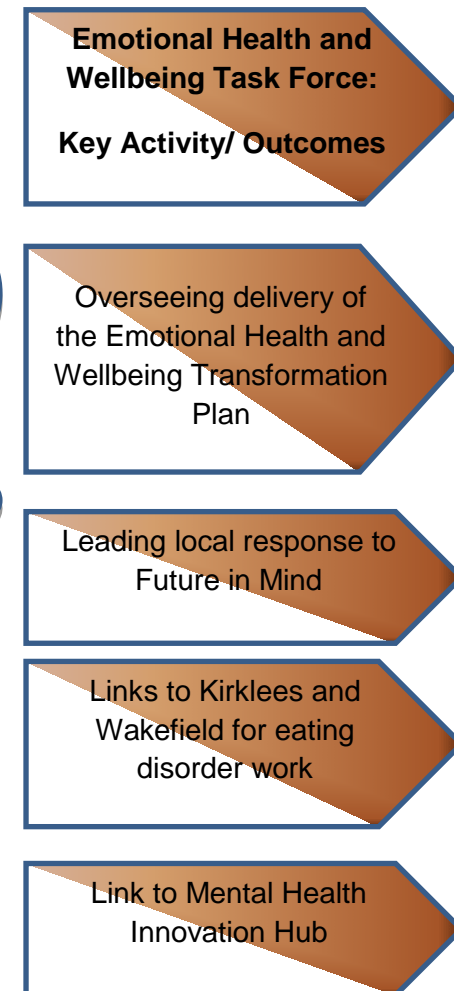 Emotional Health and
Wellbeing Task Force:
Key Activity/ Outcomes
Overseeing delivery of
the Emotional Health and
Wellbeing Transformation
Plan
Leading local response to
Future in Mind
Links to Kirklees and
Wakefield for eating
disorder work
Link to Mental Health
Innovation Hub